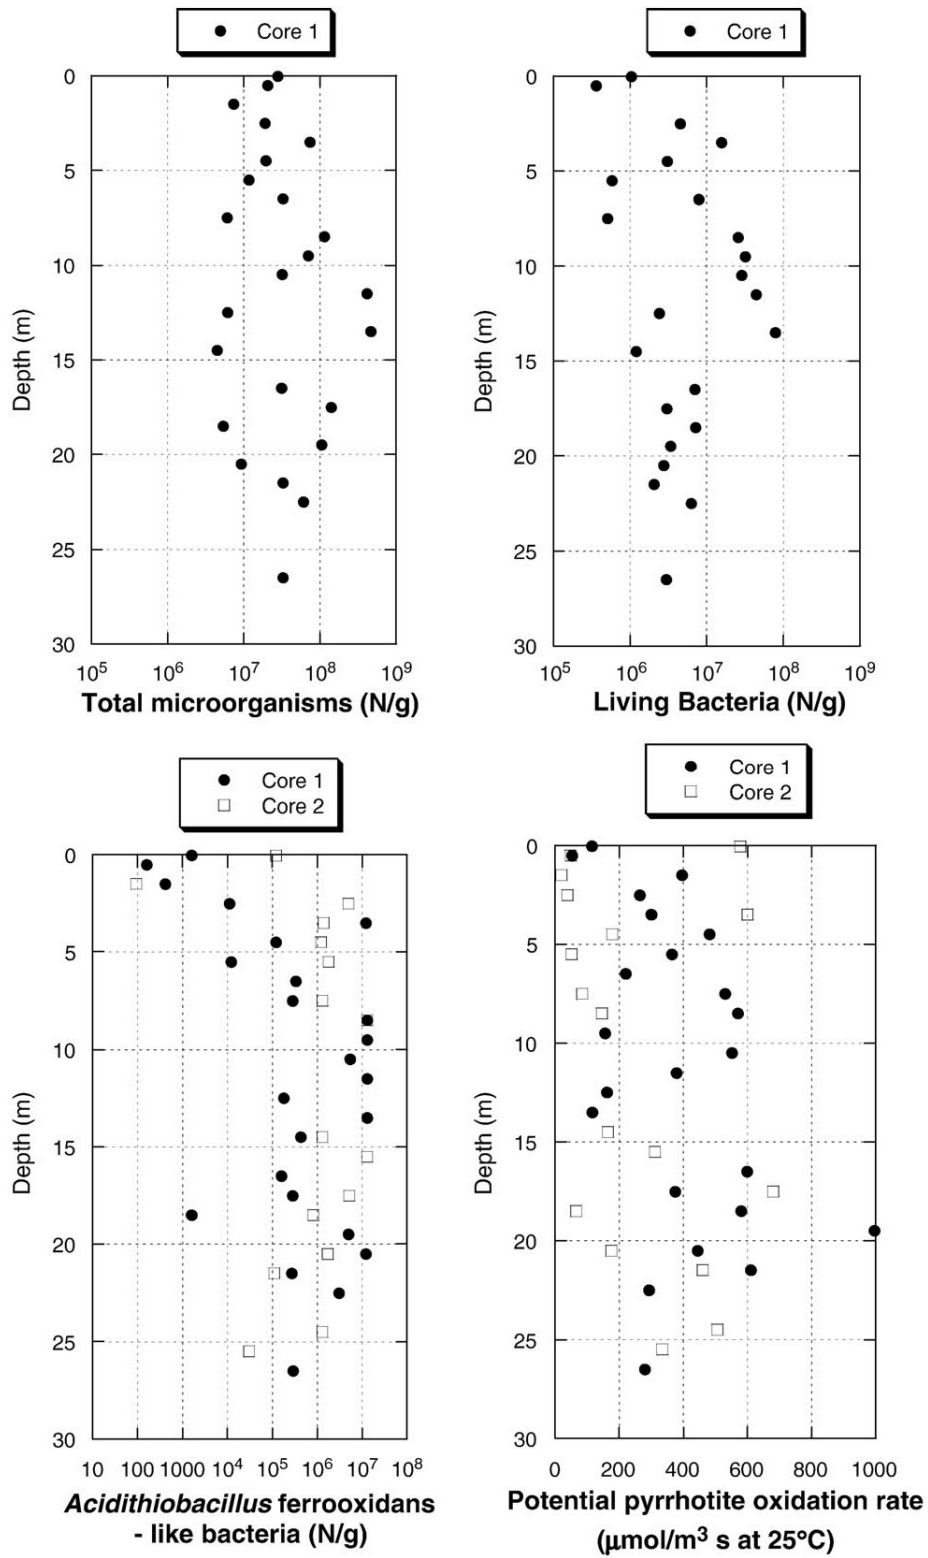 Core 1
0
5
10
15
20
25
30
Depth (m)
10⁵ 10⁶ 10⁷ 10⁸ 10⁹
Total microorganisms (N/g)
Core 1
0
5
10
15
20
25
30
Depth (m)
10⁵ 10⁶ 10⁷ 10⁸ 10⁹
Living Bacteria (N/g)
Core 1
Core 2
0
5
10
15
20
25
30
Depth (m)
10 100 1000 10⁴ 10⁵ 10⁶ 10⁷ 10⁸
Acidithiobacillus ferrooxidans
- like bacteria (N/g)
Core 1
Core 2
0
5
10
15
20
25
30
Depth (m)
0 200 400 600 800 1000
Potential pyrrhotite oxidation rate
(µmol/m³ s at 25°C)